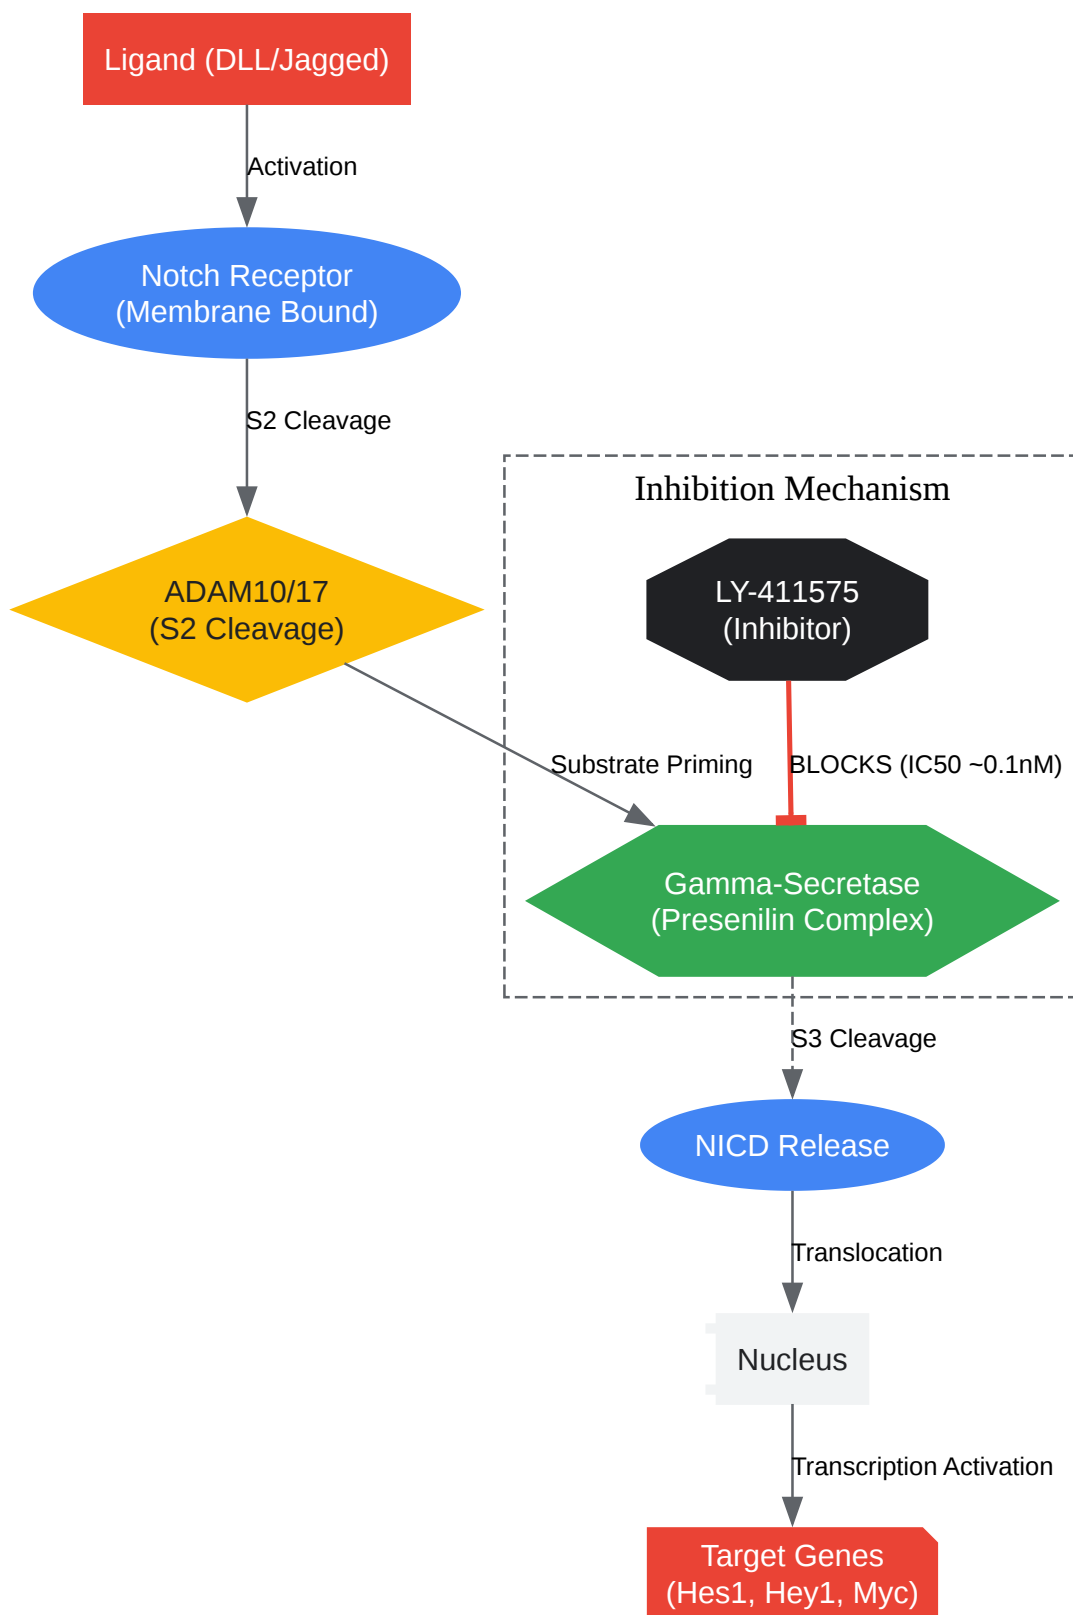 Ligand (DLL/Jagged)
Activation
Notch Receptor
(Membrane Bound)
S2 Cleavage
Inhibition Mechanism
ADAM10/17
(S2 Cleavage)
LY-411575
(Inhibitor)
Substrate Priming
BLOCKS (IC50 ~0.1nM)
Gamma-Secretase
(Presenilin Complex)
S3 Cleavage
NICD Release
Translocation
Nucleus
Transcription Activation
Target Genes
(Hes1, Hey1, Myc)